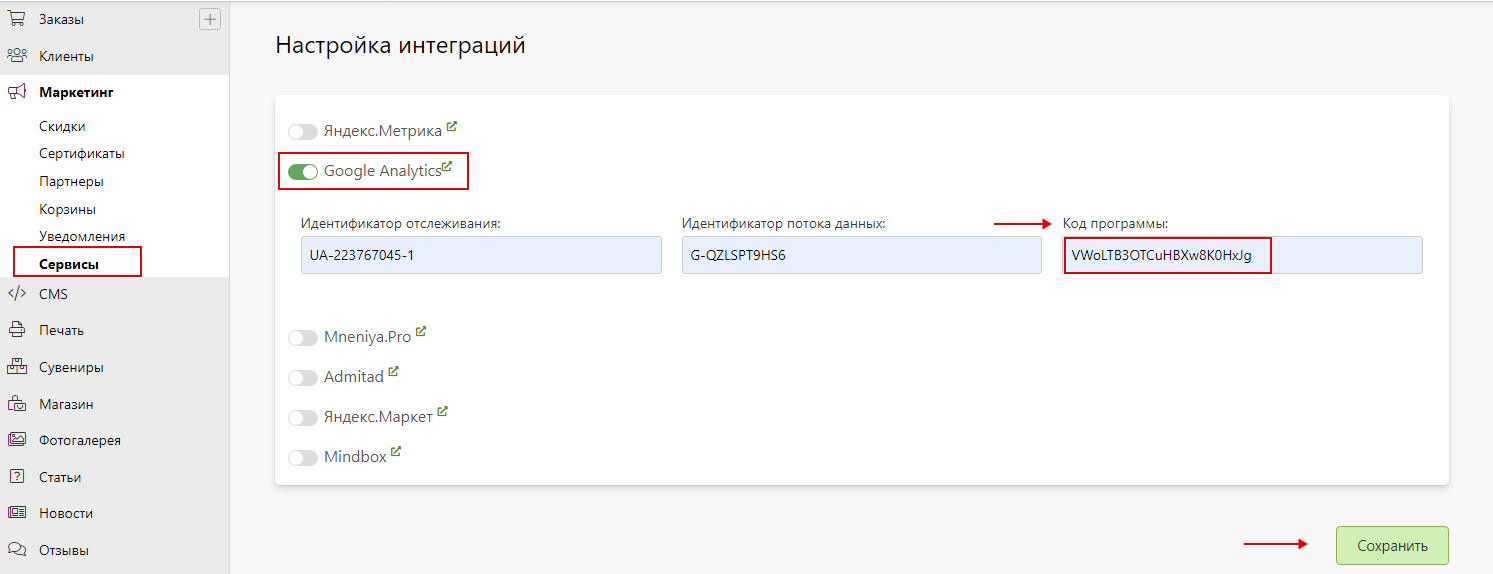 Заказы
Клиенты
Маркетинг
Скидки
Сертификаты
Партнеры
Корзины
Уведомления
Сервисы
CMS
Печать
Сувениры
Магазин
Фотогалерея
Статьи
Новости
Отзывы
Настройка интеграций
Яндекс.Метрика
Google Analytics
Идентификатор отслеживания: Идентификатор потока данных: Код программы:
UA-223767045-1 G-QZLSPT9HS6 VWoLTB3OTCuHBXw8K0HxJg
Mneniya.Pro
Admitad
Яндекс.Маркет
Mindbox
Сохранить